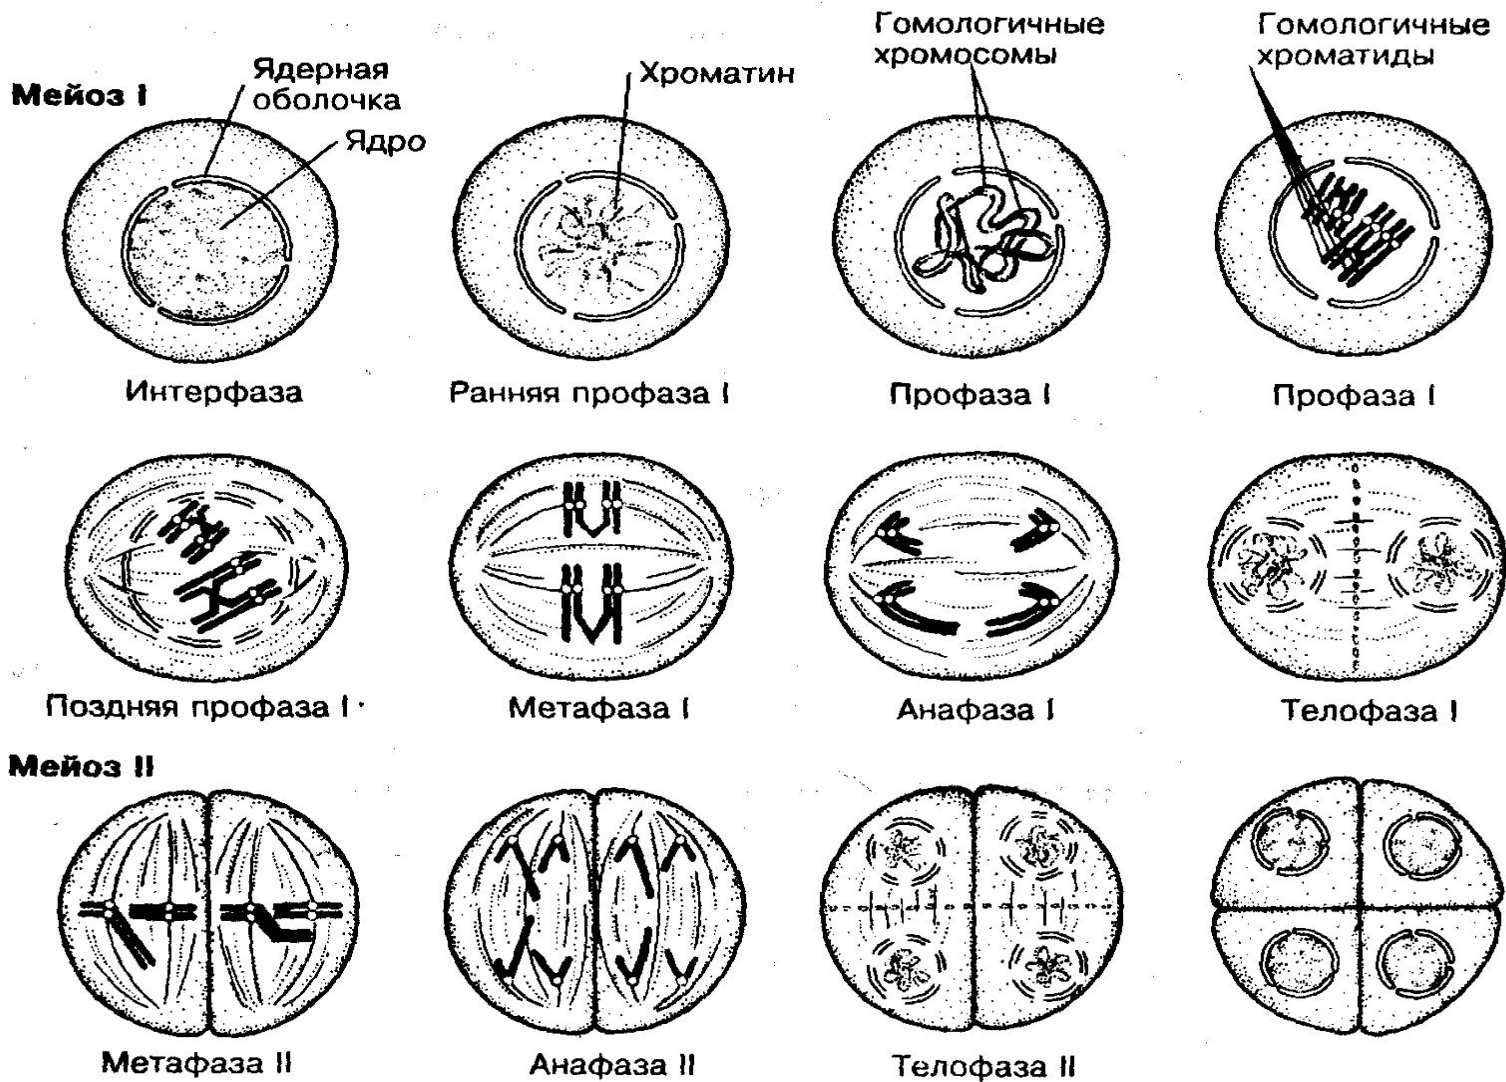 Мейоз I
Ядерная
оболочка
Ядро
Хроматин
Гомологичные
хромосомы
Гомологичные
хроматиды
Интерфаза
Ранняя профаза I
Профаза I
Профаза I
Поздняя профаза I
Метафаза I
Анафаза I
Телофаза I
Мейоз II
Метафаза II
Анафаза II
Телофаза II